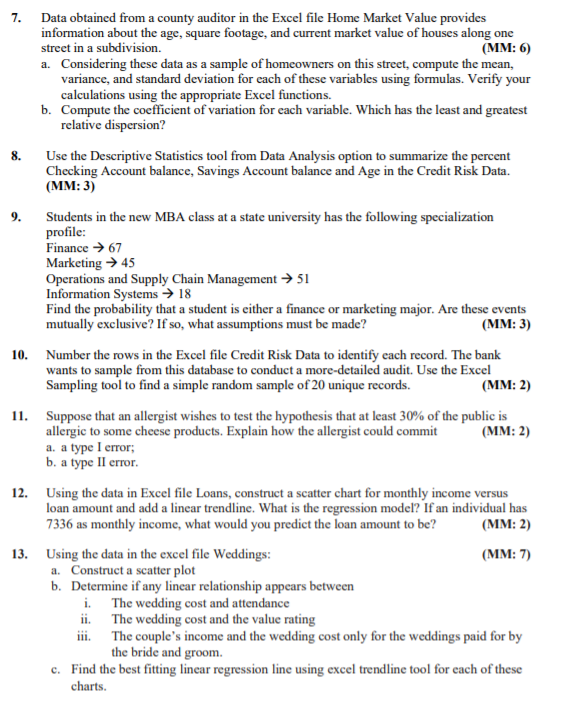 7. Data obtained from a county auditor in the Excel file Home Market Value provides
information about the age, square footage, and current market value of houses along one
street in a subdivision. (MM: 6)
a. Considering these data as a sample of homeowners on this street, compute the mean,
variance, and standard deviation for each of these variables using formulas. Verify your
calculations using the appropriate Excel functions.
b. Compute the coefficient of variation for each variable. Which has the least and greatest
relative dispersion?
8. Use the Descriptive Statistics tool from Data Analysis option to summarize the percent
Checking Account balance, Savings Account balance and Age in the Credit Risk Data.
(MM: 3)
9. Students in the new MBA class at a state university has the following specialization
profile:
Finance → 67
Marketing → 45
Operations and Supply Chain Management → 51
Information Systems → 18
Find the probability that a student is either a finance or marketing major. Are these events
mutually exclusive? If so, what assumptions must be made? (MM: 3)
10. Number the rows in the Excel file Credit Risk Data to identify each record. The bank
wants to sample from this database to conduct a more-detailed audit. Use the Excel
Sampling tool to find a simple random sample of 20 unique records. (MM: 2)
11. Suppose that an allergist wishes to test the hypothesis that at least 30% of the public is
allergic to some cheese products. Explain how the allergist could commit (MM: 2)
a. a type I error;
b. a type II error.
12. Using the data in Excel file Loans, construct a scatter chart for monthly income versus
loan amount and add a linear trendline. What is the regression model? If an individual has
7336 as monthly income, what would you predict the loan amount to be? (MM: 2)
13. Using the data in the excel file Weddings: (MM: 7)
a. Construct a scatter plot
b. Determine if any linear relationship appears between
i. The wedding cost and attendance
ii. The wedding cost and the value rating
iii. The couple's income and the wedding cost only for the weddings paid for by
the bride and groom.
c. Find the best fitting linear regression line using excel trendline tool for each of these
charts.